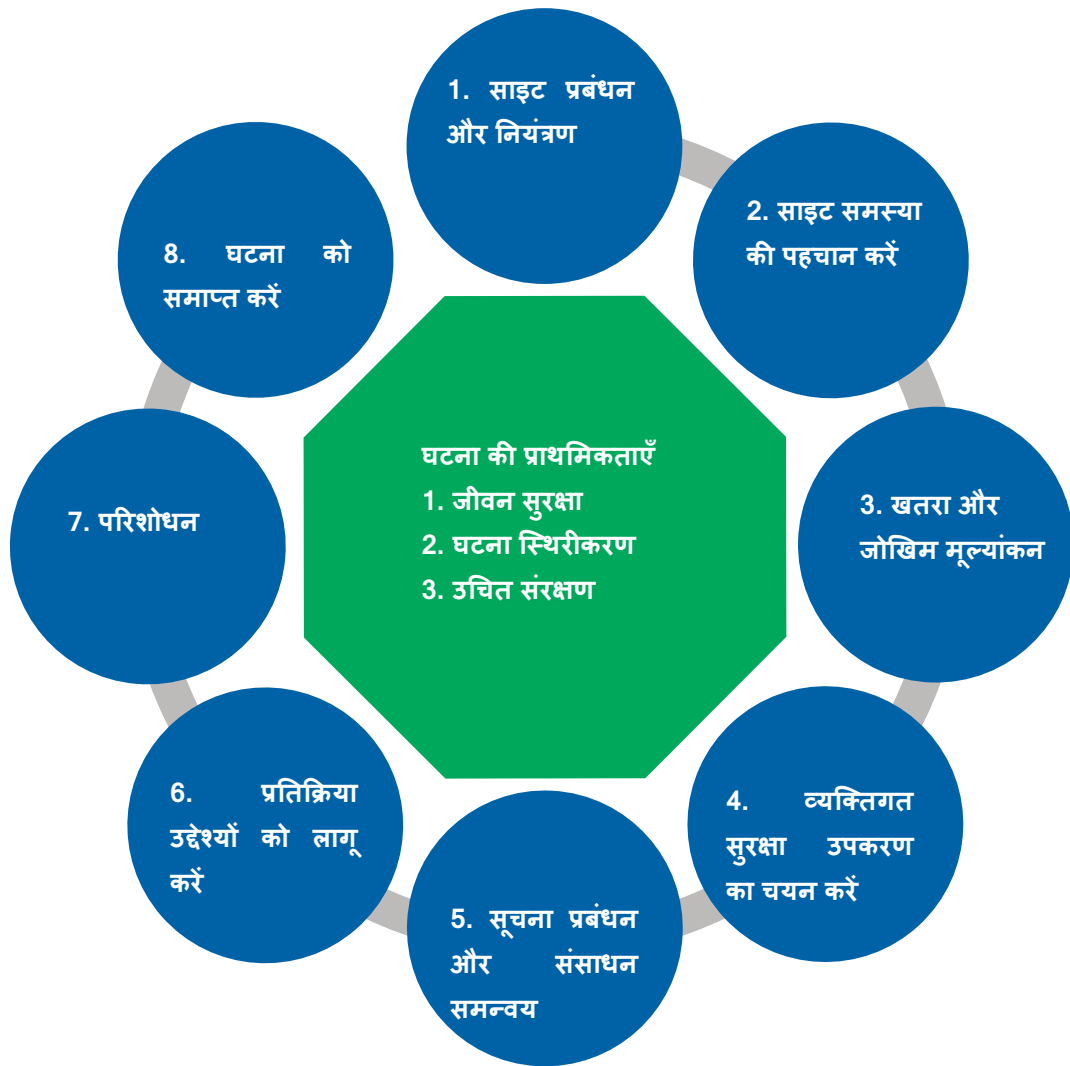 1. साइट प्रबंधन
और नियंत्रण
2. साइट समस्या
की पहचान करें
3. खतरा और
जोखिम मूल्यांकन
4. व्यक्तिगत
सुरक्षा उपकरण
का चयन करें
5. सूचना प्रबंधन
और संसाधन
समन्वय
6. प्रतिक्रिया
उद्देश्यों को लागू
करें
7. परिशोधन
8. घटना को
समाप्त करें
घटना की प्राथमिकताएँ
1. जीवन सुरक्षा
2. घटना स्थिरीकरण
3. उचित संरक्षण